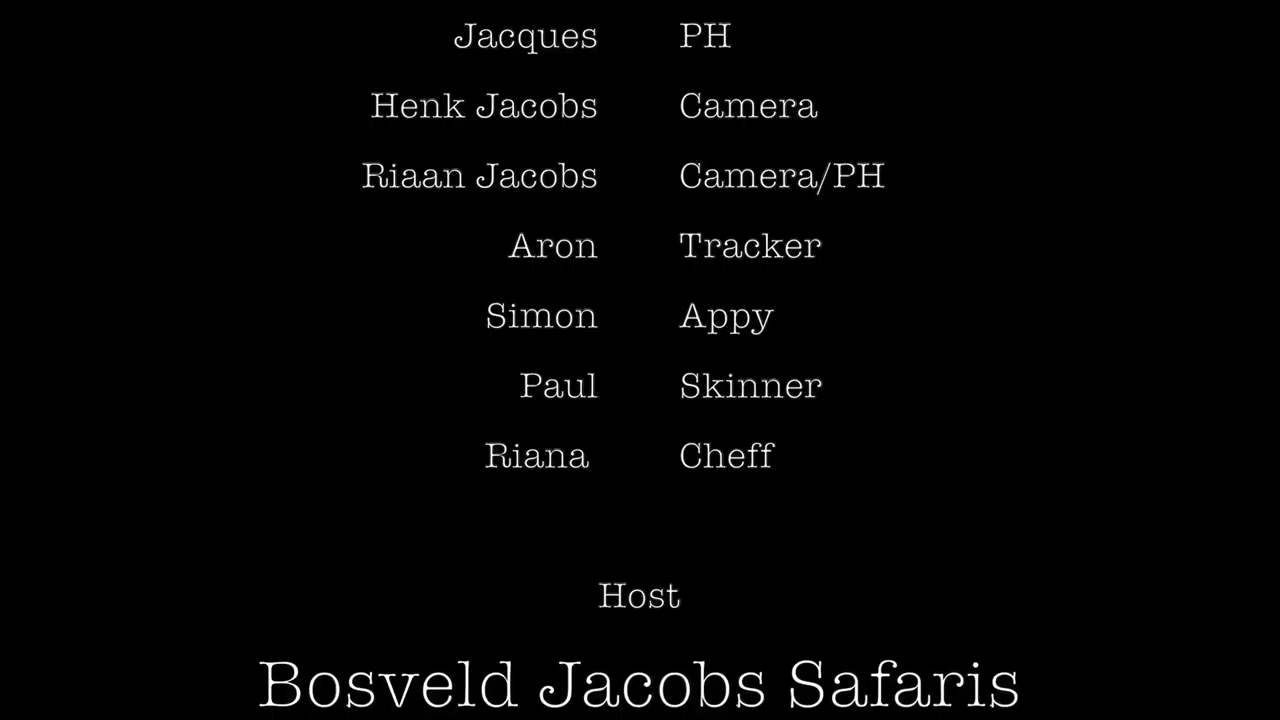 Jacques PH
Henk Jacobs Camera
Riaan Jacobs Camera/PH
Aron Tracker
Simon Appy
Paul Skinner
Riana Cheff
Host
Bosveld Jacobs Safaris